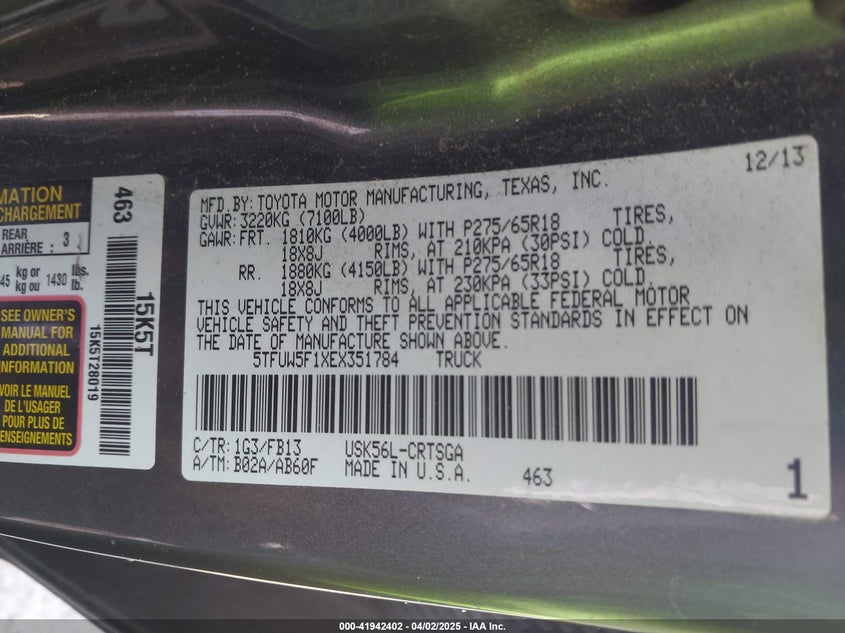 MATION
CHARGEMENT
REAR
ARRIÈRE : 3
kg or
kg ou 1430 lbs.
lb.
SEE OWNER'S
MANUAL FOR
ADDITIONAL
INFORMATION
VOIR LE MANUEL
DE L'USAGER
POUR PLUS DE
RENSEIGNEMENTS
463
15K5T
15K5T28019
12/13
MFD.BY: TOYOTA MOTOR MANUFACTURING, TEXAS, INC.
GVWR: 3220KG (7100LB)
GAWR: FRT. 1810KG (4000LB) WITH P275/65R18 TIRES,
18X8J RIMS, AT 210KPA (30PSI) COLD.
RR. 1880KG (4150LB) WITH P275/65R18 TIRES,
18X8J RIMS, AT 230KPA (33PSI) COLD.
THIS VEHICLE CONFORMS TO ALL APPLICABLE FEDERAL MOTOR
VEHICLE SAFETY AND THEFT PREVENTION STANDARDS IN EFFECT ON
THE DATE OF MANUFACTURE SHOWN ABOVE.
5TFUW5F1XEX351784 TRUCK
C/TR: 1G3/FB13 USK56L-CRTSGA
A/TM: B02A/AB60F MADE IN U.S.A. 463
1
000-41942402 - 04/02/2025 - IAA Inc.